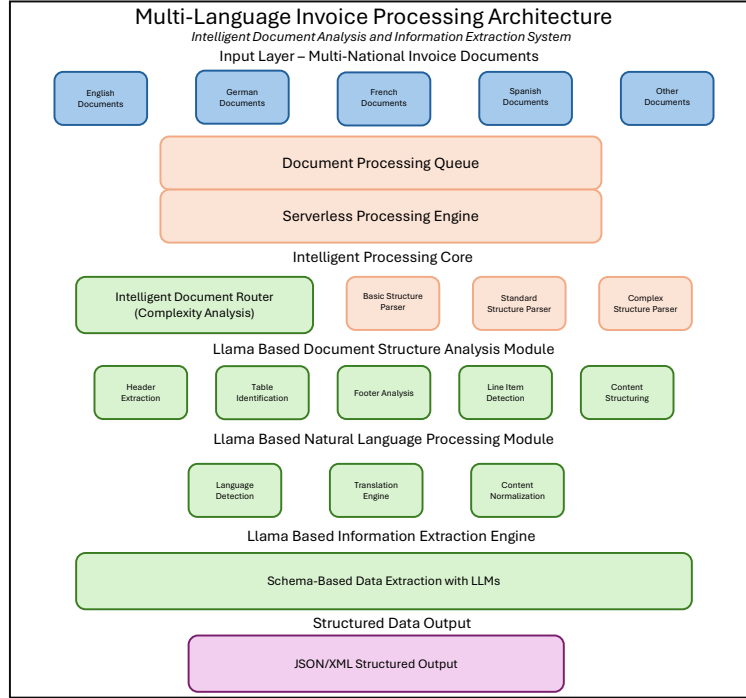 Multi-Language Invoice Processing Architecture
Intelligent Document Analysis and Information Extraction System
Input Layer – Multi-National Invoice Documents
English
Documents
German
Documents
French
Documents
Spanish
Documents
Other
Documents
Document Processing Queue
Serverless Processing Engine
Intelligent Processing Core
Intelligent Document Router
(Complexity Analysis)
Basic Structure
Parser
Standard
Structure Parser
Complex
Structure Parser
Llama Based Document Structure Analysis Module
Header
Extraction
Table
Identification
Footer Analysis
Line Item
Detection
Content
Structuring
Llama Based Natural Language Processing Module
Language
Detection
Translation
Engine
Content
Normalization
Llama Based Information Extraction Engine
Schema-Based Data Extraction with LLMs
Structured Data Output
JSON/XML Structured Output